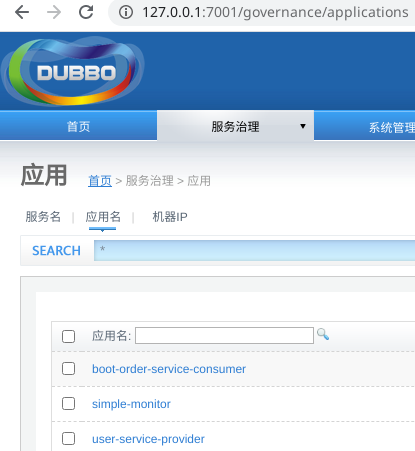 127.0.0.1:7001/governance/applications
DUBBO
首页 服务治理 系统管理
应用 首页 > 服务治理 > 应用
服务名 | 应用名 | 机器IP
SEARCH *
应用名:
boot-order-service-consumer
simple-monitor
user-service-provider